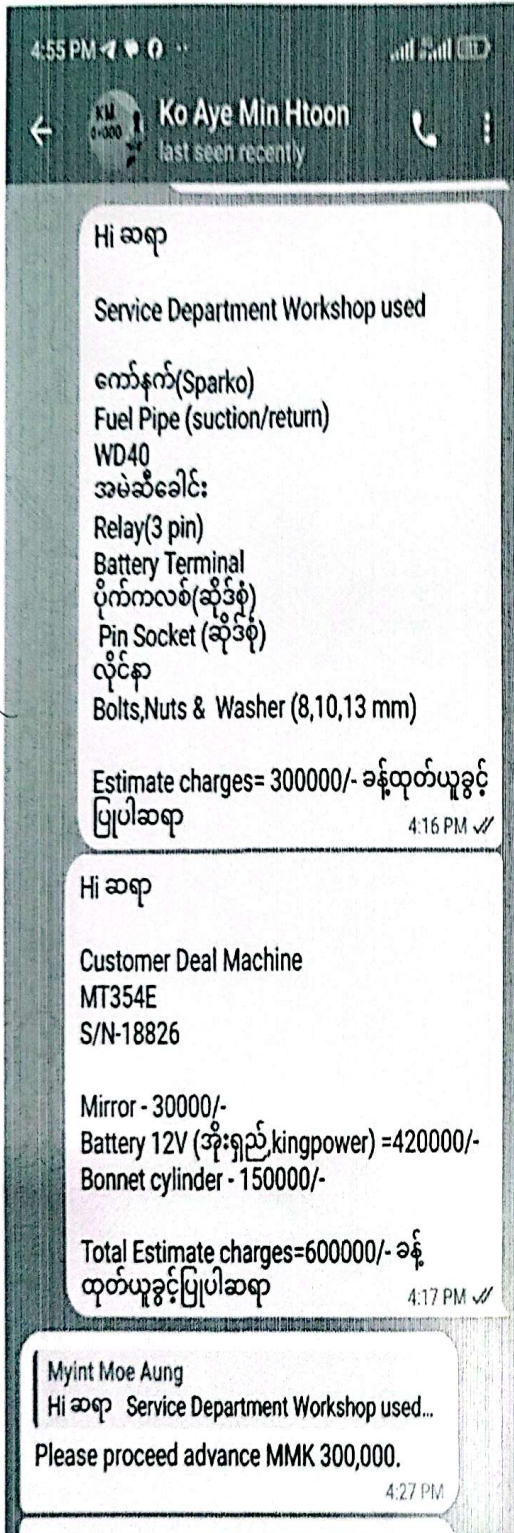 4:55 PM
KM
0+000
Ko Aye Min Htoon
last seen recently
Hi ဆရာ
Service Department Workshop used
ကော်နက်(Sparko)
Fuel Pipe (suction/return)
WD40
အမဲဆီခေါင်း
Relay(3 pin)
Battery Terminal
ပိုက်ကလစ်(ဆိုဒ်စုံ)
Pin Socket (ဆိုဒ်စုံ)
လိုင်နာ
Bolts,Nuts & Washer (8,10,13 mm)
Estimate charges= 300000/- ခန့်ထုတ်ယူခွင့်
ပြုပါဆရာ
4:16 PM
Hi ဆရာ
Customer Deal Machine
MT354E
S/N-18826
Mirror - 30000/-
Battery 12V (အိုးရှည်,kingpower) =420000/-
Bonnet cylinder - 150000/-
Total Estimate charges=600000/- ခန့်
ထုတ်ယူခွင့်ပြုပါဆရာ
4:17 PM
Myint Moe Aung
Hi ဆရာ Service Department Workshop used...
Please proceed advance MMK 300,000.
4:27 PM